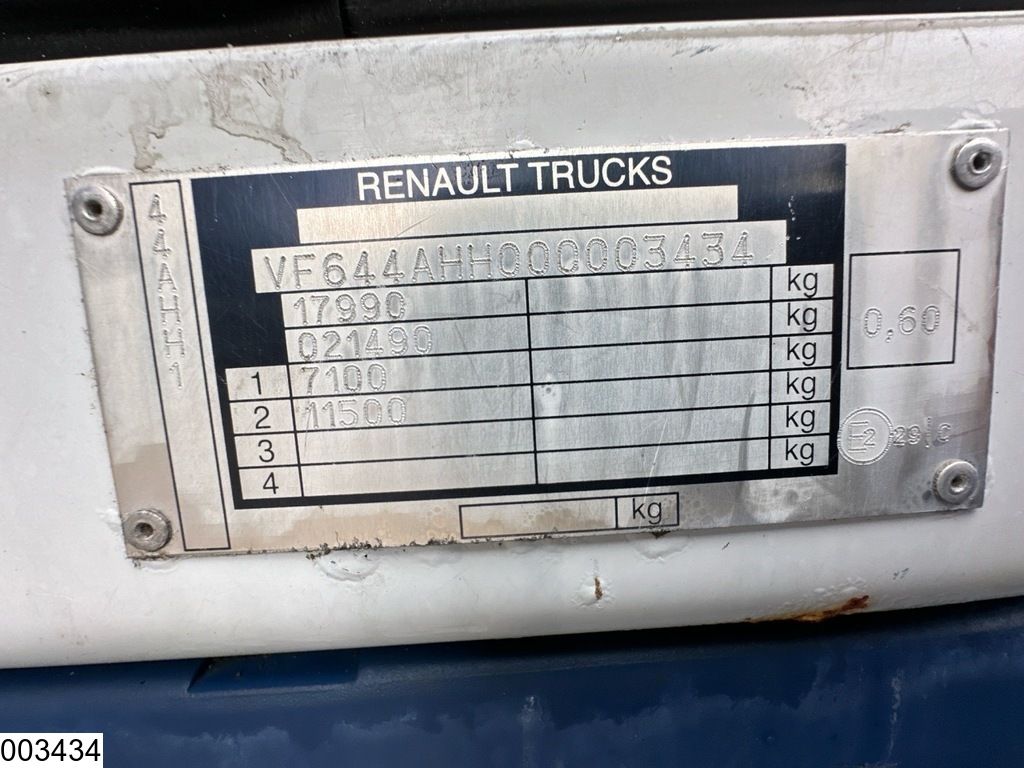 44AHH1
RENAULT TRUCKS
VF644AHH000003434
17990 kg
021490 kg
1 7100 kg
2 11500 kg
3 kg
4 kg
0,60
E2 29
kg
003434